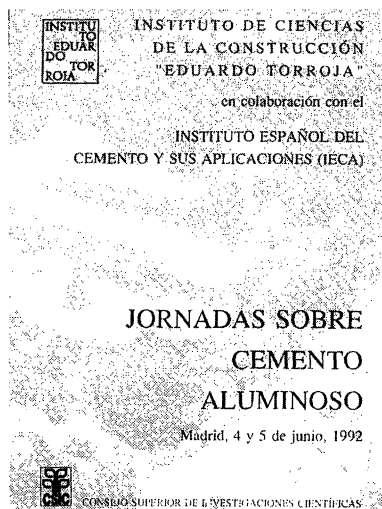 INSTITU
TO
EDUAR
DO
TOR
ROJA
INSTITUTO DE CIENCIAS
DE LA CONSTRUCCIÓN
"EDUARDO TORROJA"
en colaboración con el
INSTITUTO ESPAÑOL DEL
CEMENTO Y SUS APLICACIONES (IECA)
JORNADAS SOBRE
CEMENTO
ALUMINOSO
Madrid, 4 y 5 de junio, 1992
CSIC
CONSEJO SUPERIOR DE INVESTIGACIONES CIENTÍFICAS